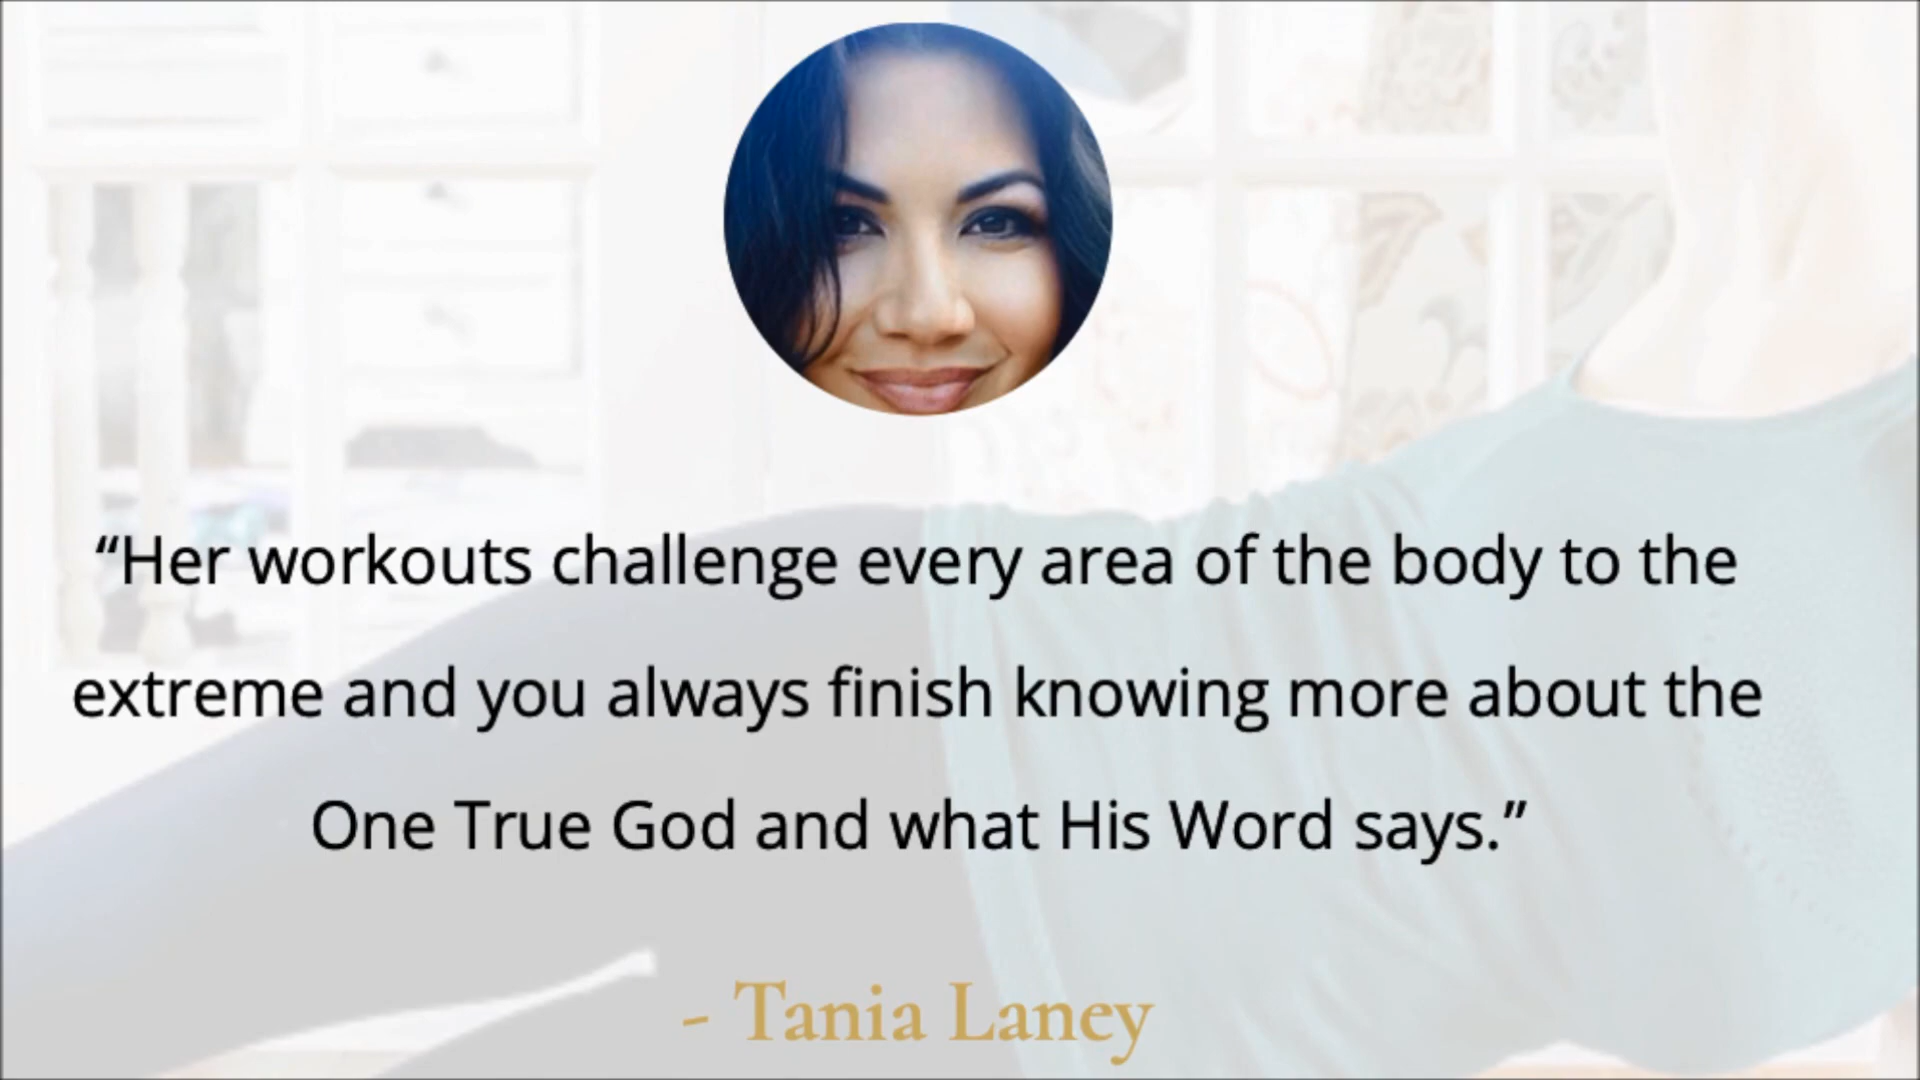 “Her workouts challenge every area of the body to the
extreme and you always finish knowing more about the
One True God and what His Word says.”
- Tania Laney